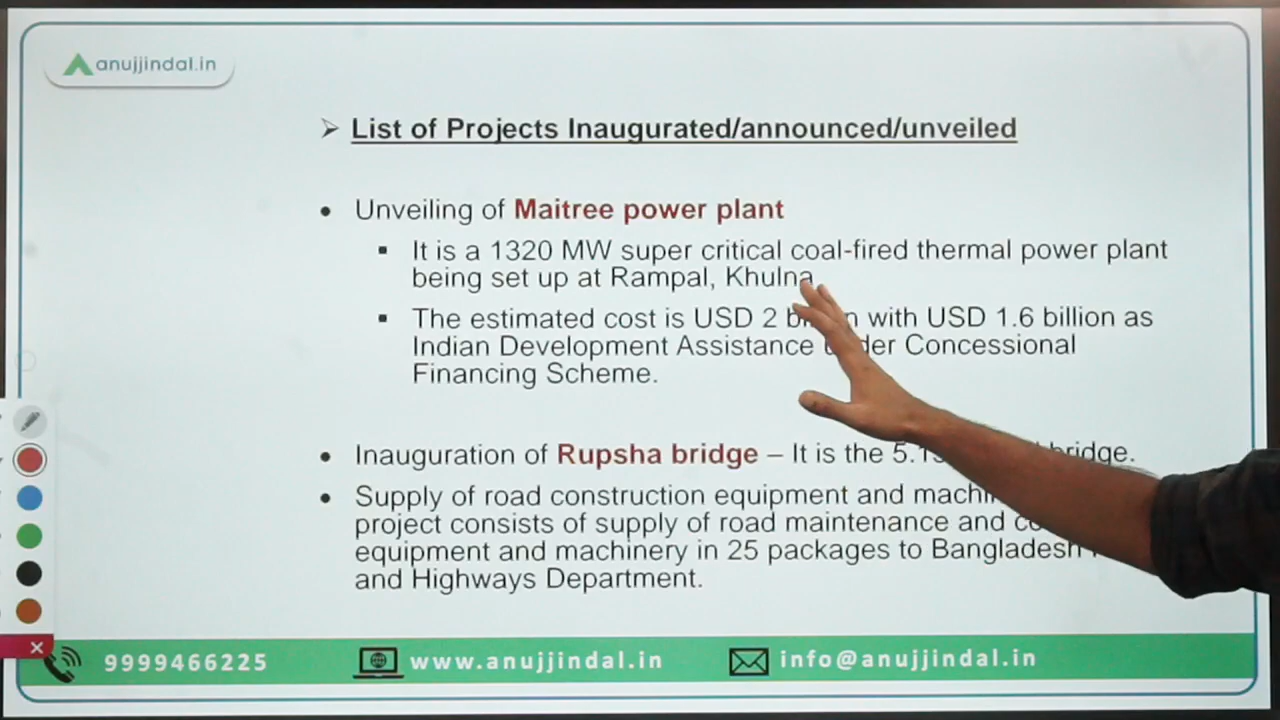 anujjindal.in
➢ List of Projects Inaugurated/announced/unveiled
• Unveiling of Maitree power plant
▪ It is a 1320 MW super critical coal-fired thermal power plant
being set up at Rampal, Khulna
▪ The estimated cost is USD 2 with USD 1.6 billion as
Indian Development Assistance Concessional
Financing Scheme.
• Inauguration of Rupsha bridge – It is the
• Supply of road construction equipment and
project consists of supply of road maintenance and
equipment and machinery in 25 packages to Bangladesh
and Highways Department.
9999466225 www.anujjindal.in info@anujjindal.in